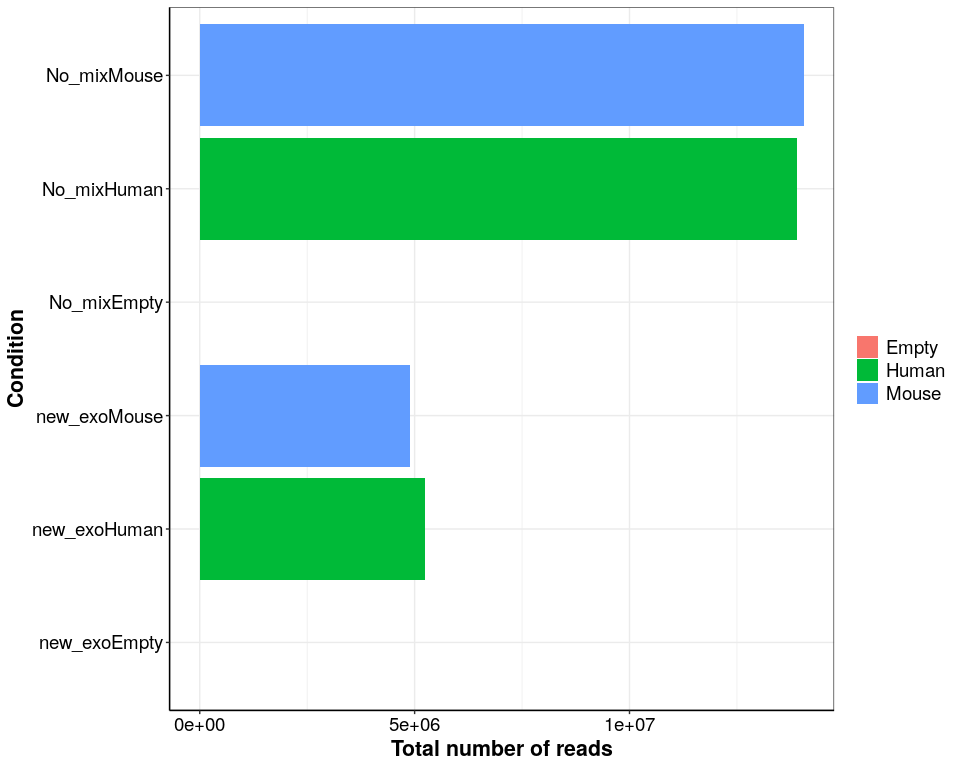 No_mixMouse
No_mixHuman
No_mixEmpty
new_exoMouse
new_exoHuman
new_exoEmpty
Condition
0e+00 5e+06 1e+07
Total number of reads
Empty
Human
Mouse